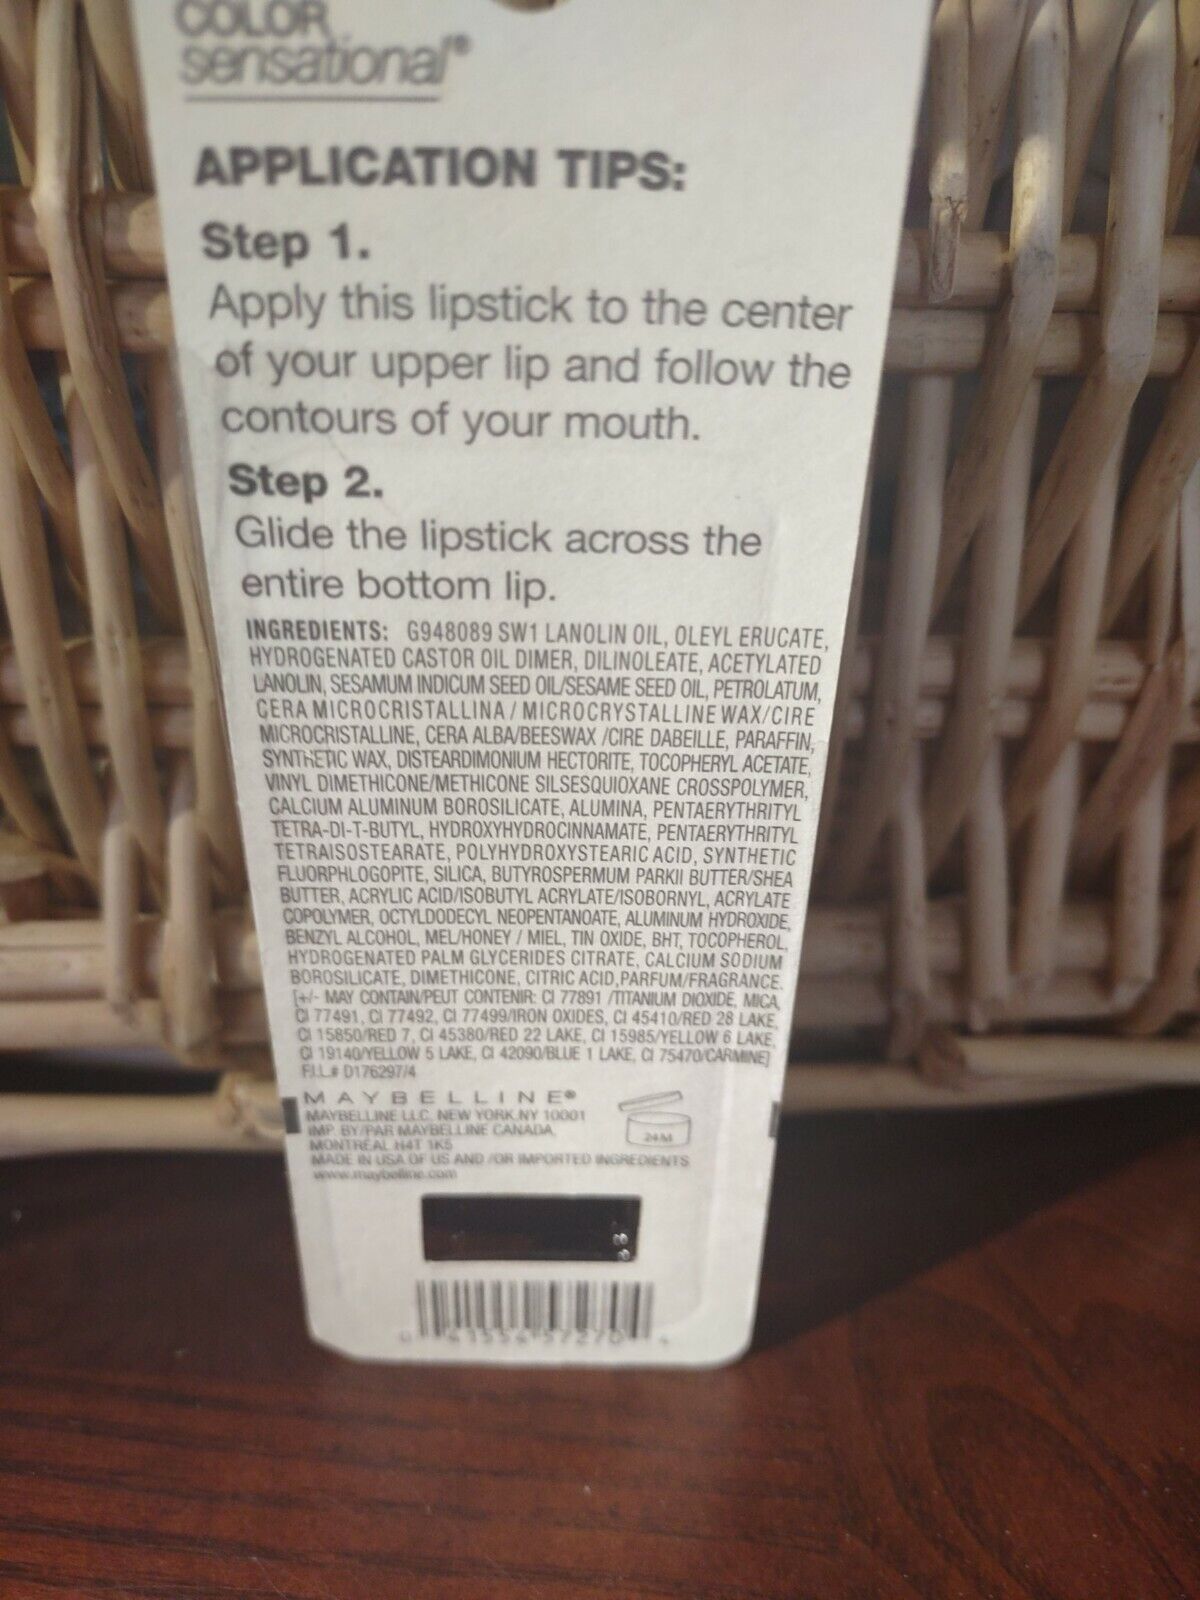 COLOR
sensational®
APPLICATION TIPS:
Step 1.
Apply this lipstick to the center
of your upper lip and follow the
contours of your mouth.
Step 2.
Glide the lipstick across the
entire bottom lip.
INGREDIENTS: G948089 SW1 LANOLIN OIL, OLEYL ERUCATE,
HYDROGENATED CASTOR OIL DIMER, DILINOLEATE, ACETYLATED
LANOLIN, SESAMUM INDICUM SEED OIL/SESAME SEED OIL, PETROLATUM,
CERA MICROCRISTALLINA / MICROCRYSTALLINE WAX/CIRE
MICROCRISTALLINE, CERA ALBA/BEESWAX /CIRE DABEILLE, PARAFFIN,
SYNTHETIC WAX, DISTEARDIMONIUM HECTORITE, TOCOPHERYL ACETATE,
VINYL DIMETHICONE/METHICONE SILSESQUIOXANE CROSSPOLYMER,
CALCIUM ALUMINUM BOROSILICATE, ALUMINA, PENTAERYTHRITYL
TETRA-DI-T-BUTYL, HYDROXYHYDROCINNAMATE, PENTAERYTHRITYL
TETRAISOSTEARATE, POLYHYDROXYSTEARIC ACID, SYNTHETIC
FLUORPHLOGOPITE, SILICA, BUTYROSPERMUM PARKII BUTTER/SHEA
BUTTER, ACRYLIC ACID/ISOBUTYL ACRYLATE/ISOBORNYL, ACRYLATE
COPOLYMER, OCTYLDODECYL NEOPENTANOATE, ALUMINUM HYDROXIDE,
BENZYL ALCOHOL, MEL/HONEY / MIEL, TIN OXIDE, BHT, TOCOPHEROL,
HYDROGENATED PALM GLYCERIDES CITRATE, CALCIUM SODIUM
BOROSILICATE, DIMETHICONE, CITRIC ACID,PARFUM/FRAGRANCE.
[+/- MAY CONTAIN/PEUT CONTENIR: CI 77891 /TITANIUM DIOXIDE, MICA,
CI 77491, CI 77492, CI 77499/IRON OXIDES, CI 45410/RED 28 LAKE,
CI 15850/RED 7, CI 45380/RED 22 LAKE, CI 15985/YELLOW 6 LAKE,
CI 19140/YELLOW 5 LAKE, CI 42090/BLUE 1 LAKE, CI 75470/CARMINE]
F.I.L.# D176297/4
MAYBELLINE®
MAYBELLINE LLC. NEW YORK,NY 10001
IMP. BY/PAR MAYBELLINE CANADA,
MONTRÉAL H4T 1K5
MADE IN USA OF US AND /OR IMPORTED INGREDIENTS
www.maybelline.com
24M
0 41554 57270 4